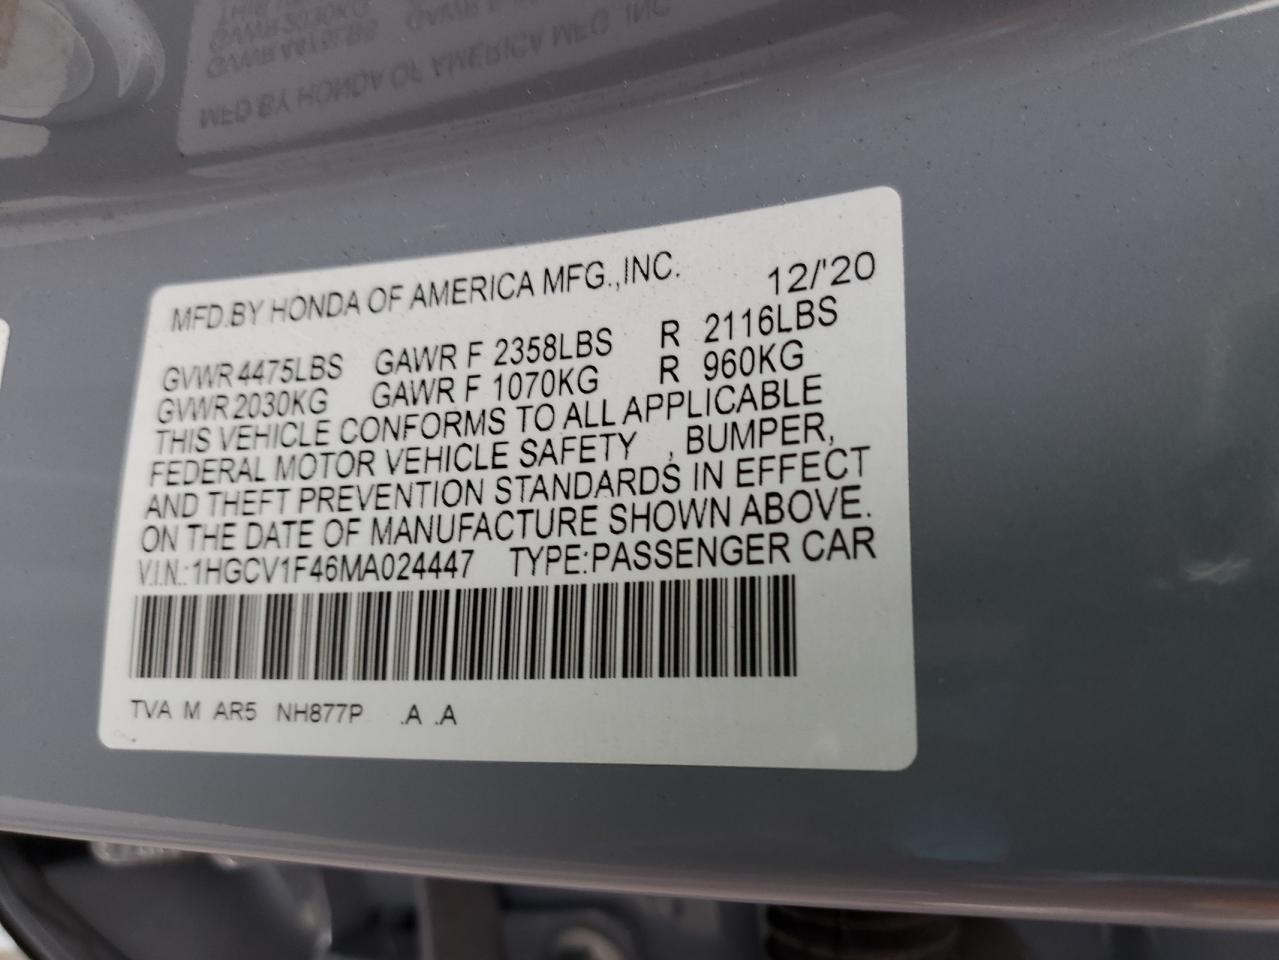 MFD.BY HONDA OF AMERICA MFG.,INC. 12/'20
GVWR 4475LBS GAWR F 2358LBS R 2116LBS
GVWR 2030KG GAWR F 1070KG R 960KG
THIS VEHICLE CONFORMS TO ALL APPLICABLE
FEDERAL MOTOR VEHICLE SAFETY , BUMPER,
AND THEFT PREVENTION STANDARDS IN EFFECT
ON THE DATE OF MANUFACTURE SHOWN ABOVE.
V.I.N.:1HGCV1F46MA024447 TYPE:PASSENGER CAR
TVA M AR5 NH877P .A .A